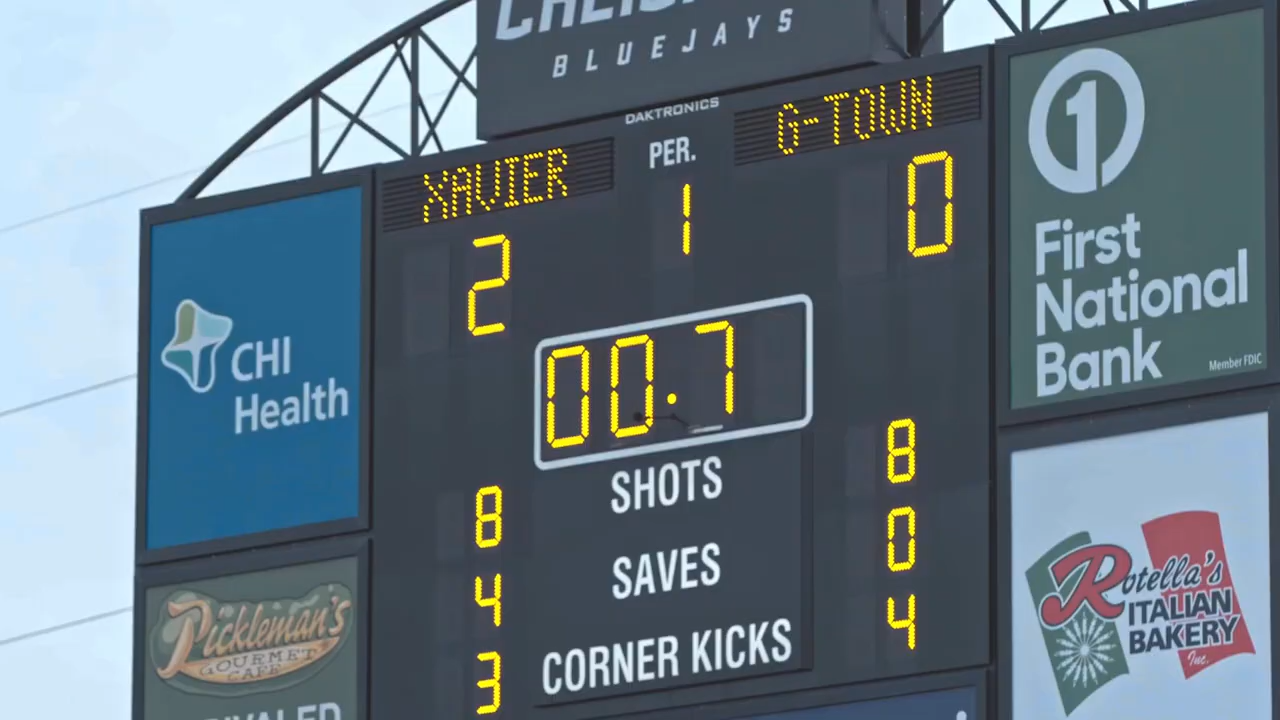 BLUEJAYS
DAKTRONICS
XAVIER
PER.
G-TOWN
2
1
0
00.7
8 SHOTS 8
4 SAVES 0
3 CORNER KICKS 4
CHI
Health
Pickleman's
GOURMET
CAFE
1
First
National
Bank
Member FDIC
Rotella's
ITALIAN
BAKERY
Inc.